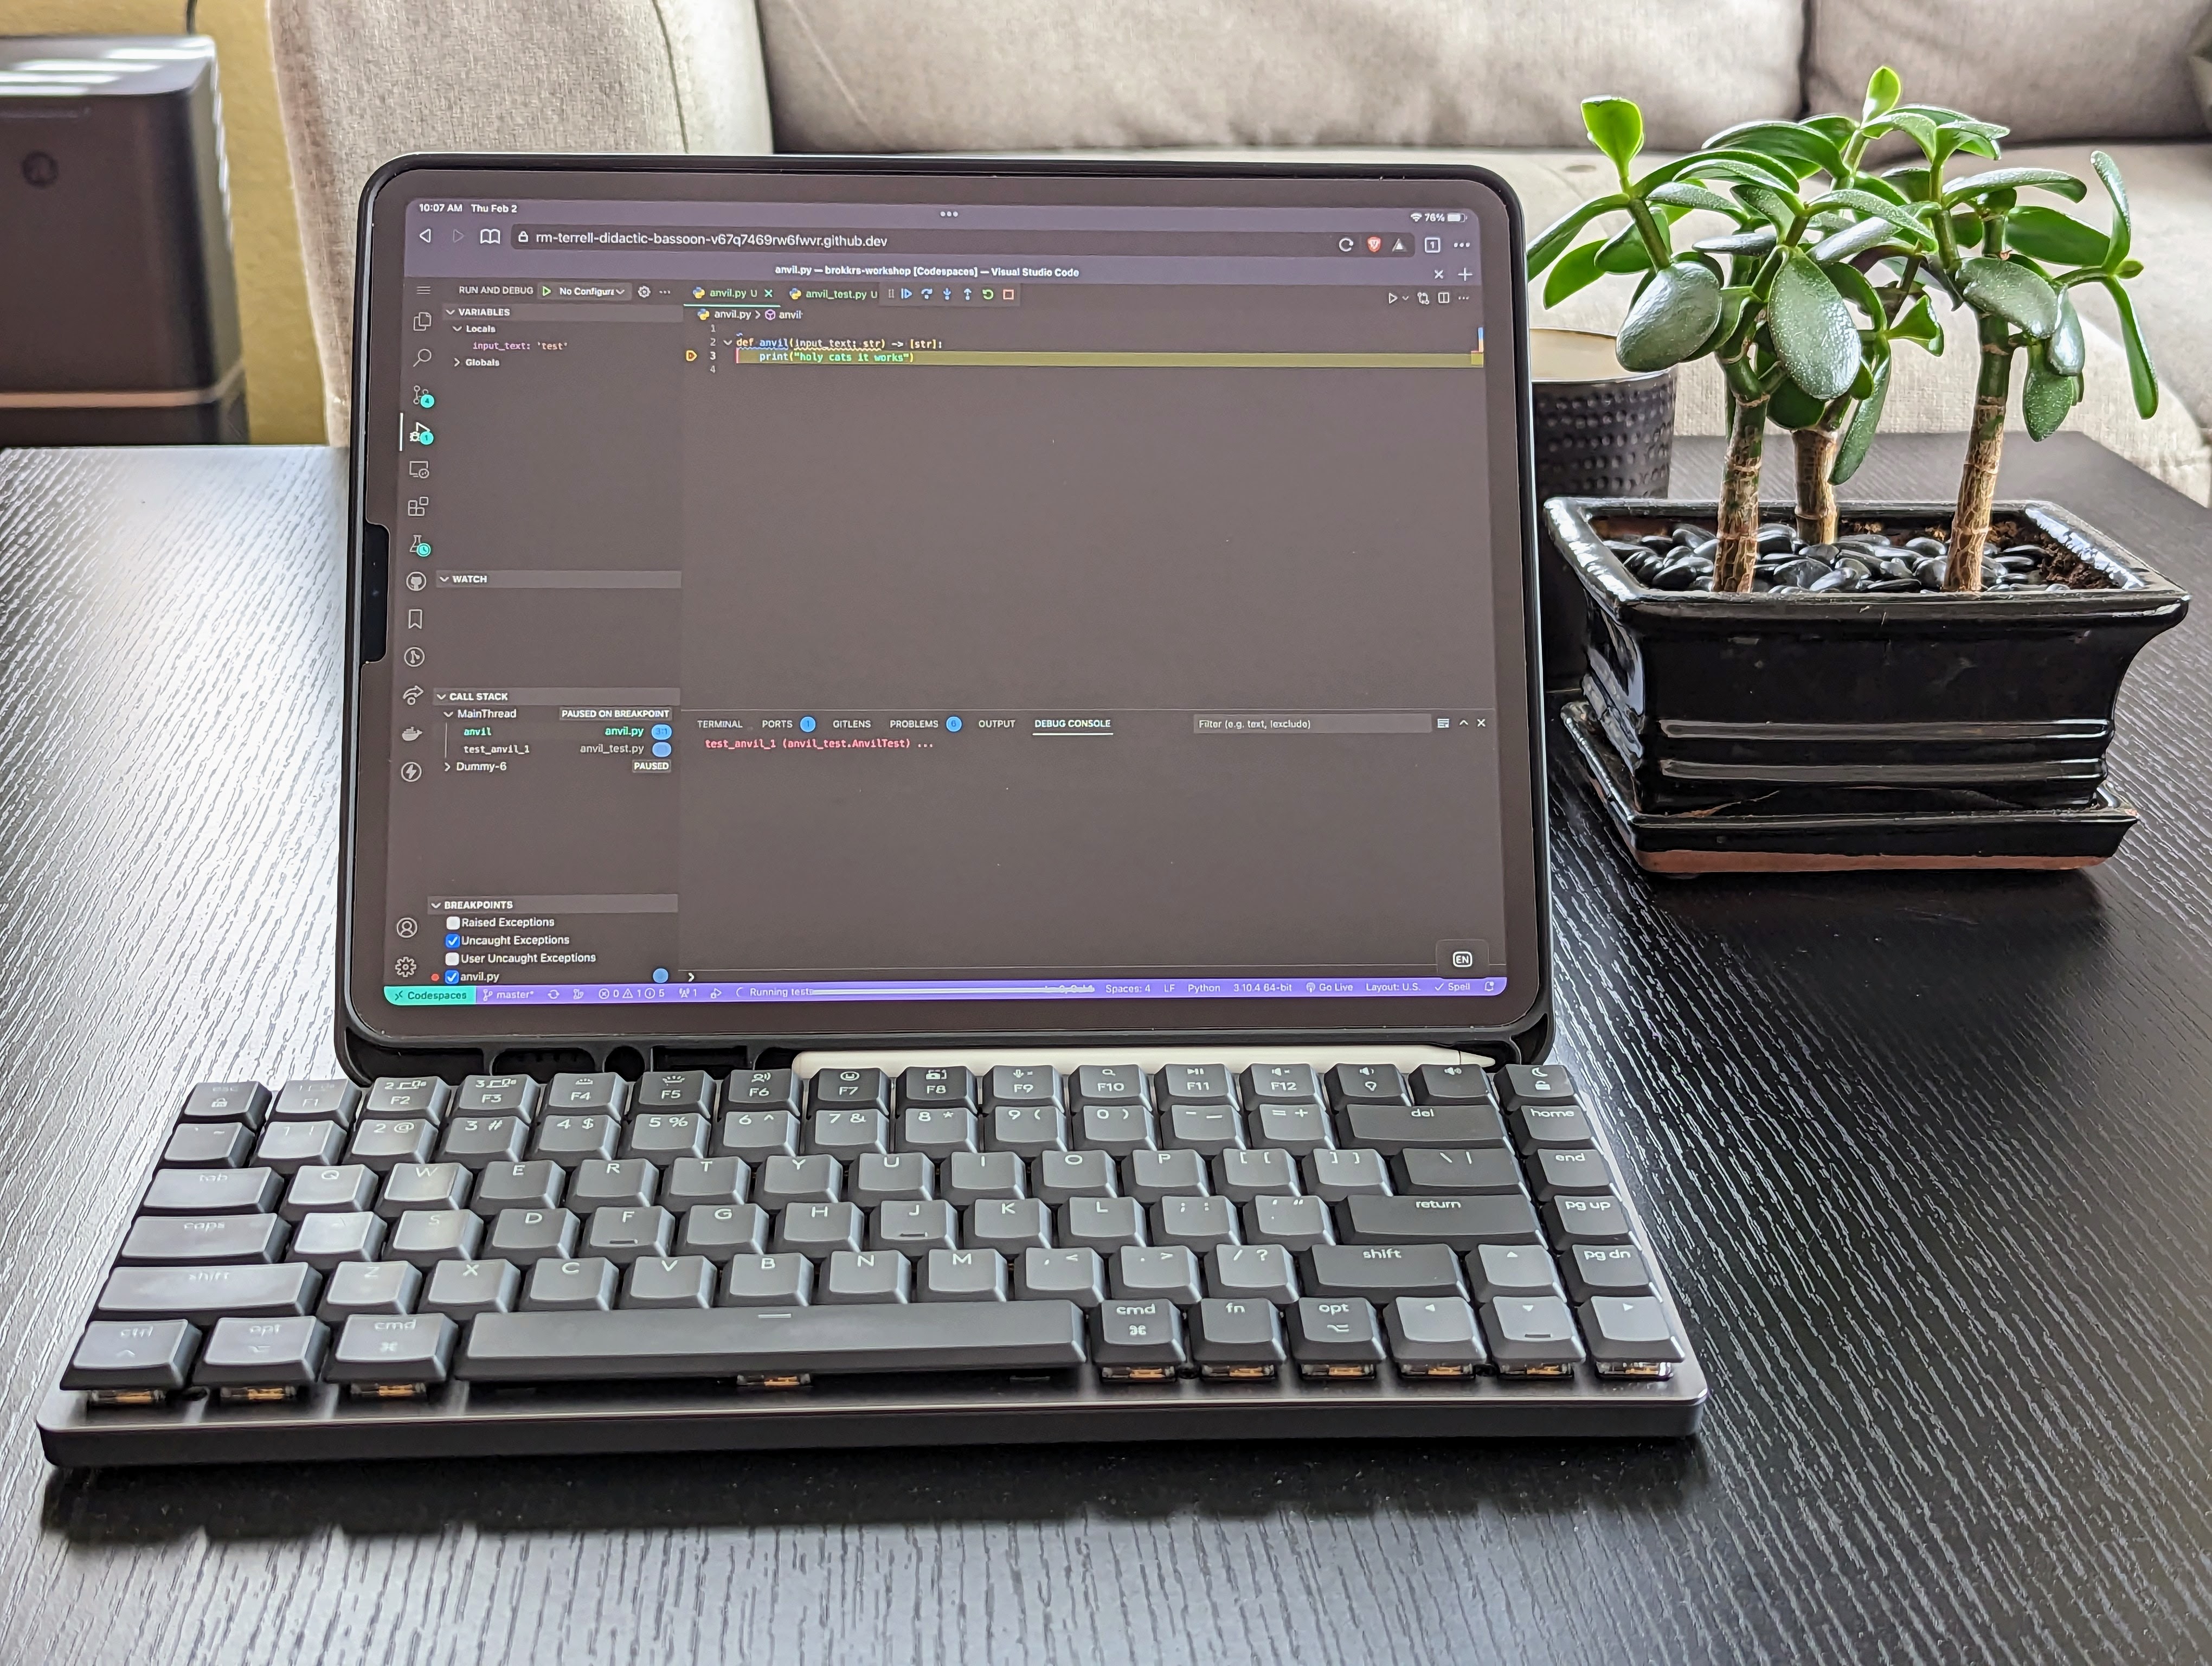 10:07 AM Thu Feb 2
76%
rm-terrell-didactic-bassoon-v67q7469rw6fwvr.github.dev
1
anvil.py — brokkrs-workshop [Codespaces] — Visual Studio Code
RUN AND DEBUG No Configura
anvil.py U anvil_test.py U
VARIABLES
Locals
input_text: 'test'
Globals
anvil.py > anvil
1
2 def anvil(input_text: str) -> [str]:
3 print("holy cats it works")
4
4
1
WATCH
CALL STACK
MainThread PAUSED ON BREAKPOINT
anvil anvil.py 3:1
test_anvil_1 anvil_test.py
Dummy-6 PAUSED
TERMINAL PORTS 1 GITLENS PROBLEMS 6 OUTPUT DEBUG CONSOLE Filter (e.g. text, !exclude)
test_anvil_1 (anvil_test.AnvilTest) ...
BREAKPOINTS
Raised Exceptions
Uncaught Exceptions
User Uncaught Exceptions
anvil.py
EN
Codespaces master* 0 1 5 1 Running tests Spaces: 4 LF Python 3.10.4 64-bit Go Live Layout: U.S. Spell
esc F1 F2 F3 F4 F5 F6 F7 F8 F9 F10 F11 F12
` ~ 1 ! 2 @ 3 # 4 $ 5 % 6 ^ 7 & 8 * 9 ( 0 ) - _ = + del home
tab Q W E R T Y U I O P [ { ] } \ | end
caps A S D F G H J K L ; : ' " return pg up
shift Z X C V B N M , < . > / ? shift pg dn
ctrl opt cmd cmd fn opt